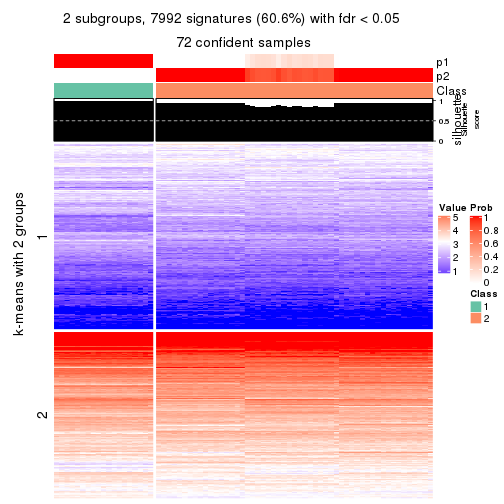 2 subgroups, 7992 signatures (60.6%) with fdr < 0.05
72 confident samples
p1
p2
Class
silhouette
Silhouette
score
1
0.5
0
k-means with 2 groups
1
2
Value
5
4
3
2
1
Prob
1
0.8
0.6
0.4
0.2
0
Class
1
2